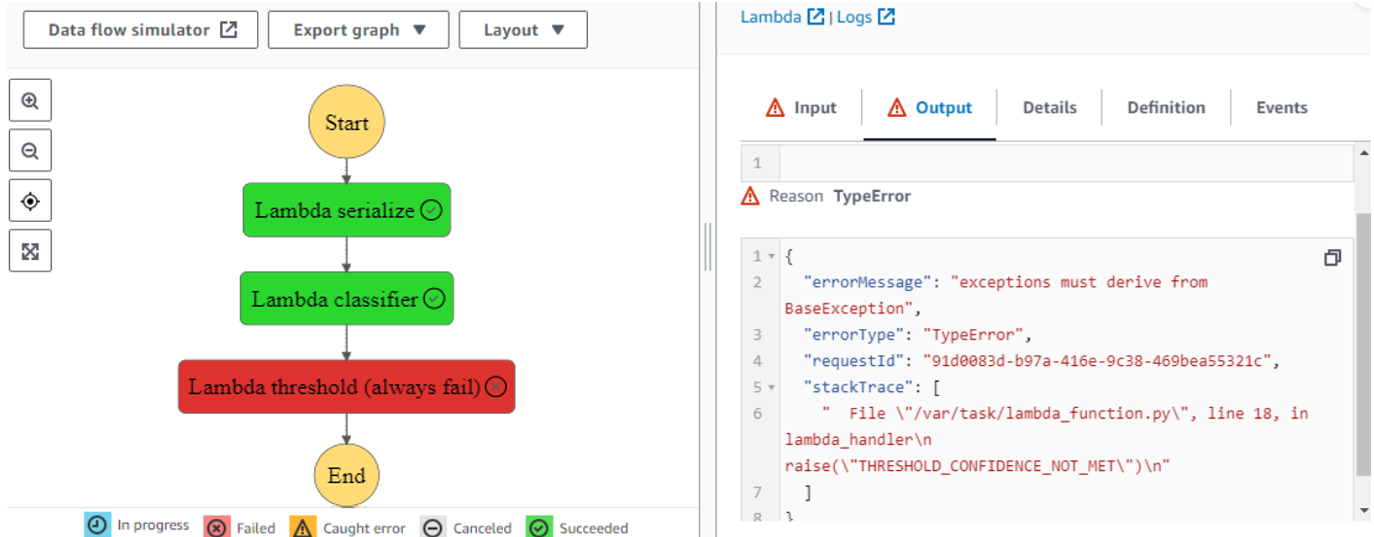 Data flow simulator
Export graph
Layout
Start
Lambda serialize
Lambda classifier
Lambda threshold (always fail)
End
In progress
Failed
Caught error
Canceled
Succeeded
Lambda | Logs
Input
Output
Details
Definition
Events
1
Reason TypeError
1 {
2 "errorMessage": "exceptions must derive from
BaseException",
3 "errorType": "TypeError",
4 "requestId": "91d0083d-b97a-416e-9c38-469bea55321c",
5 "stackTrace": [
6 " File \"/var/task/lambda_function.py\", line 18, in
lambda_handler\n
raise(\"THRESHOLD_CONFIDENCE_NOT_MET\")\n"
7 ]
8 }